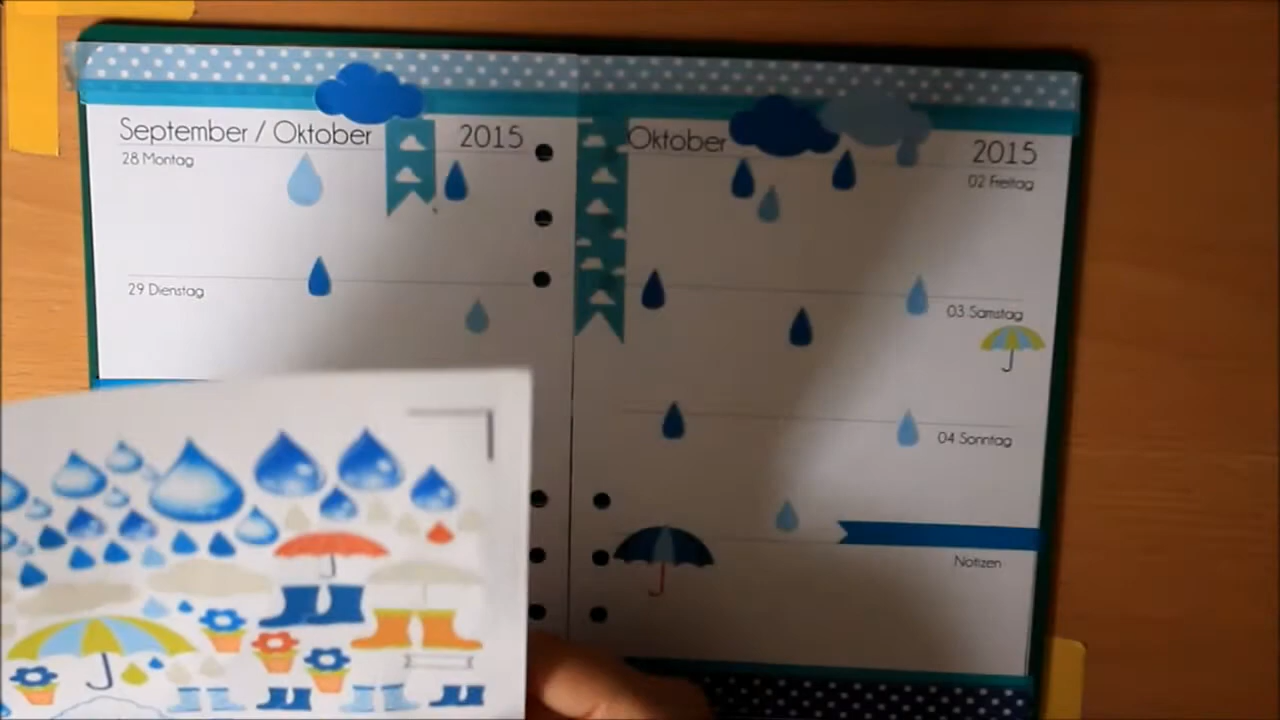 September / Oktober 2015
28 Montag
29 Dienstag
Oktober 2015
02 Freitag
03 Samstag
04 Sonntag
Notizen